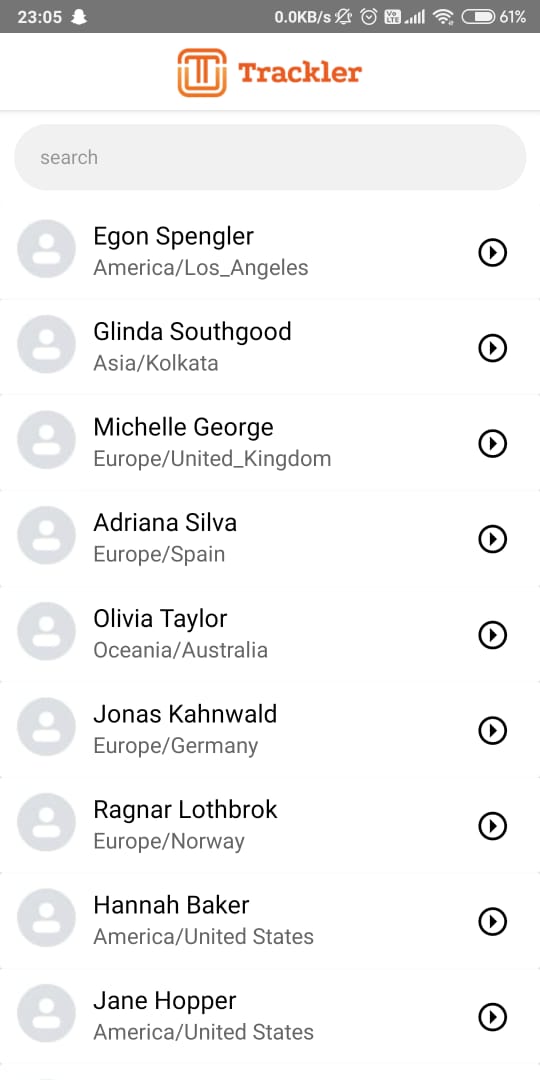 23:05
0.0KB/s
Vo LTE
61%
Trackler
search
Egon Spengler
America/Los_Angeles
Glinda Southgood
Asia/Kolkata
Michelle George
Europe/United_Kingdom
Adriana Silva
Europe/Spain
Olivia Taylor
Oceania/Australia
Jonas Kahnwald
Europe/Germany
Ragnar Lothbrok
Europe/Norway
Hannah Baker
America/United States
Jane Hopper
America/United States